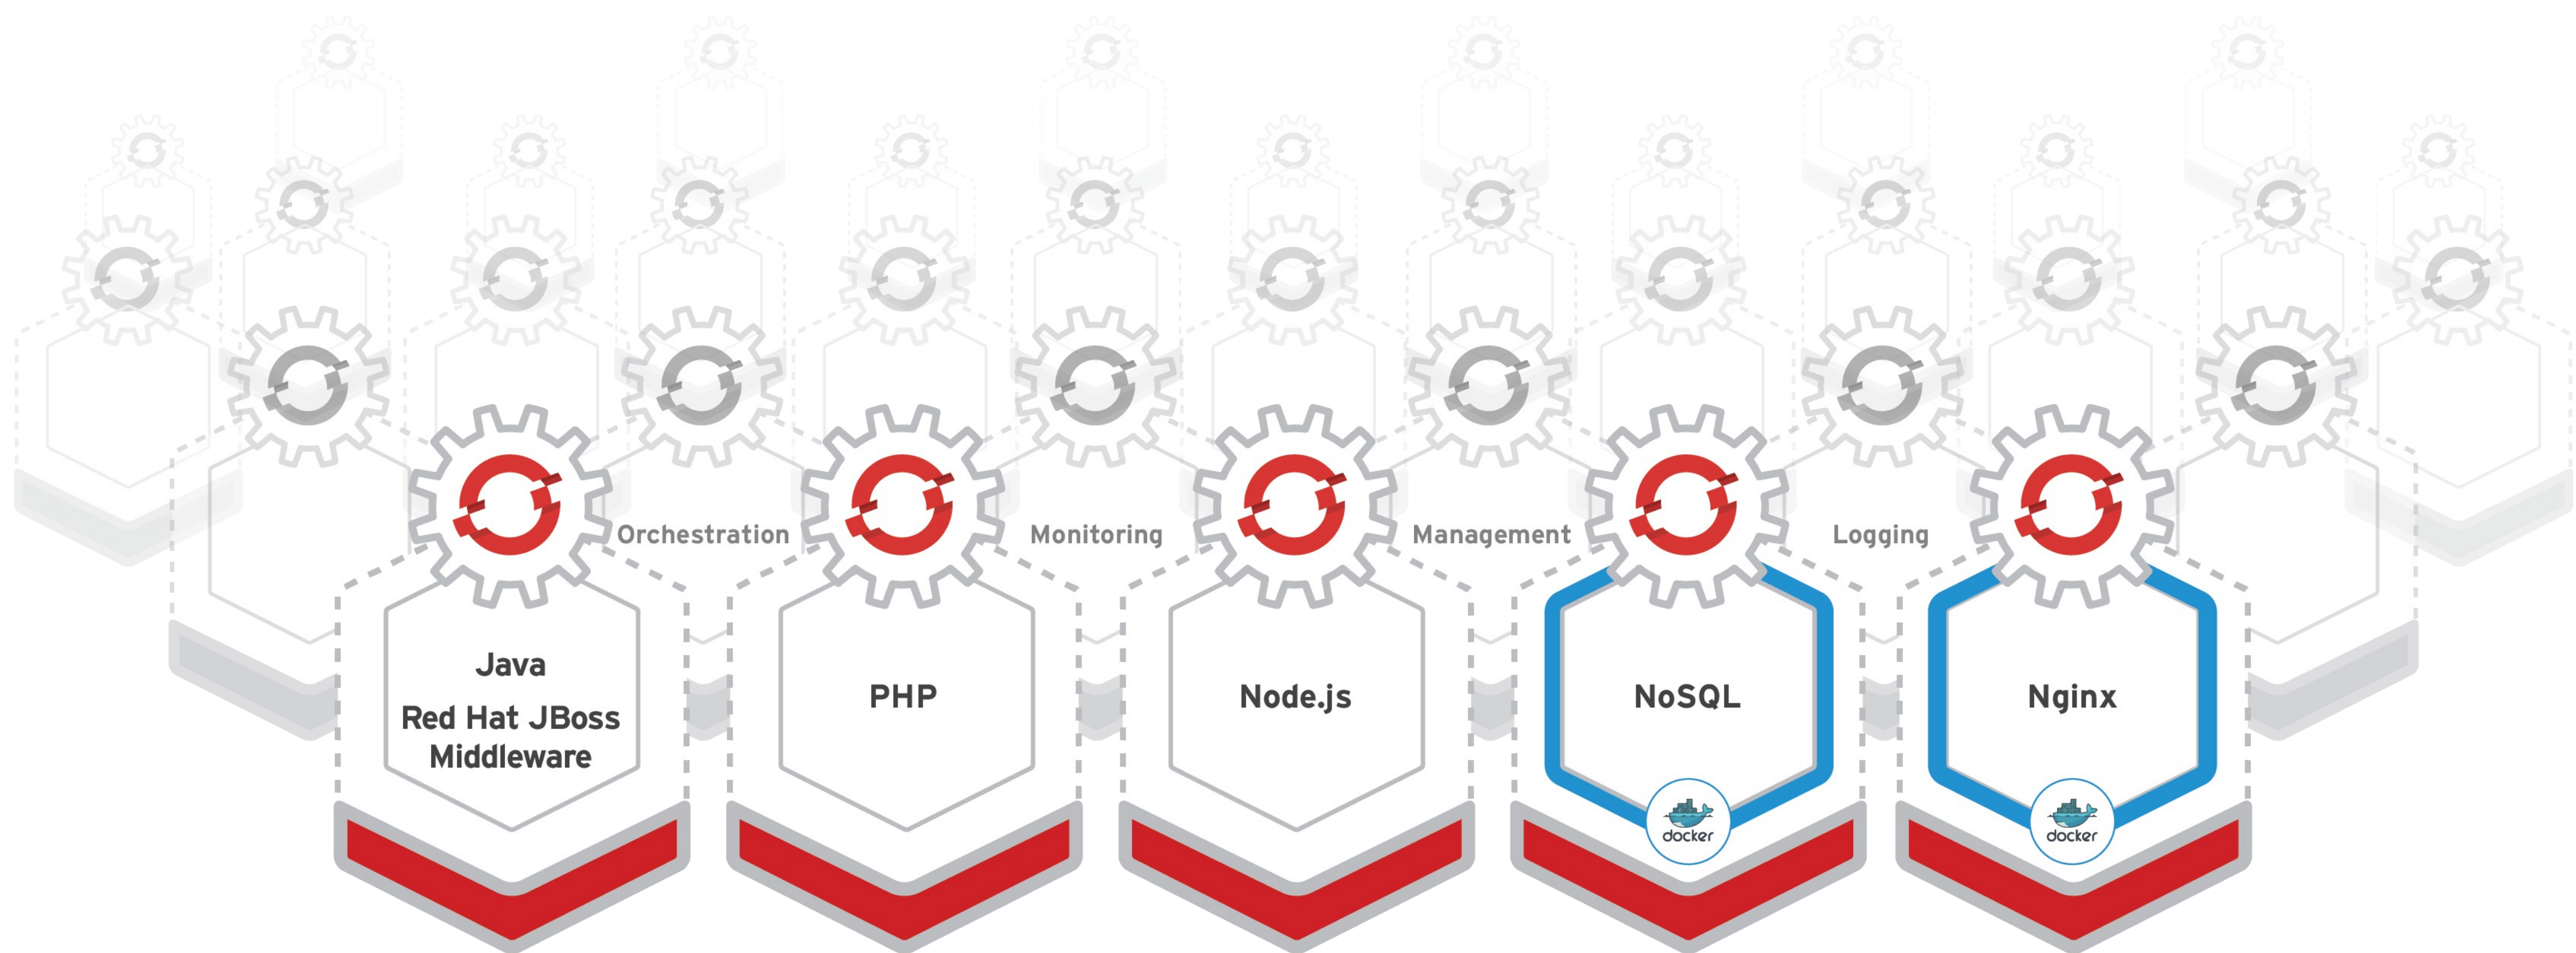 Orchestration
Monitoring
Management
Logging
Java
Red Hat JBoss
Middleware
PHP
Node.js
NoSQL
Nginx
docker
docker